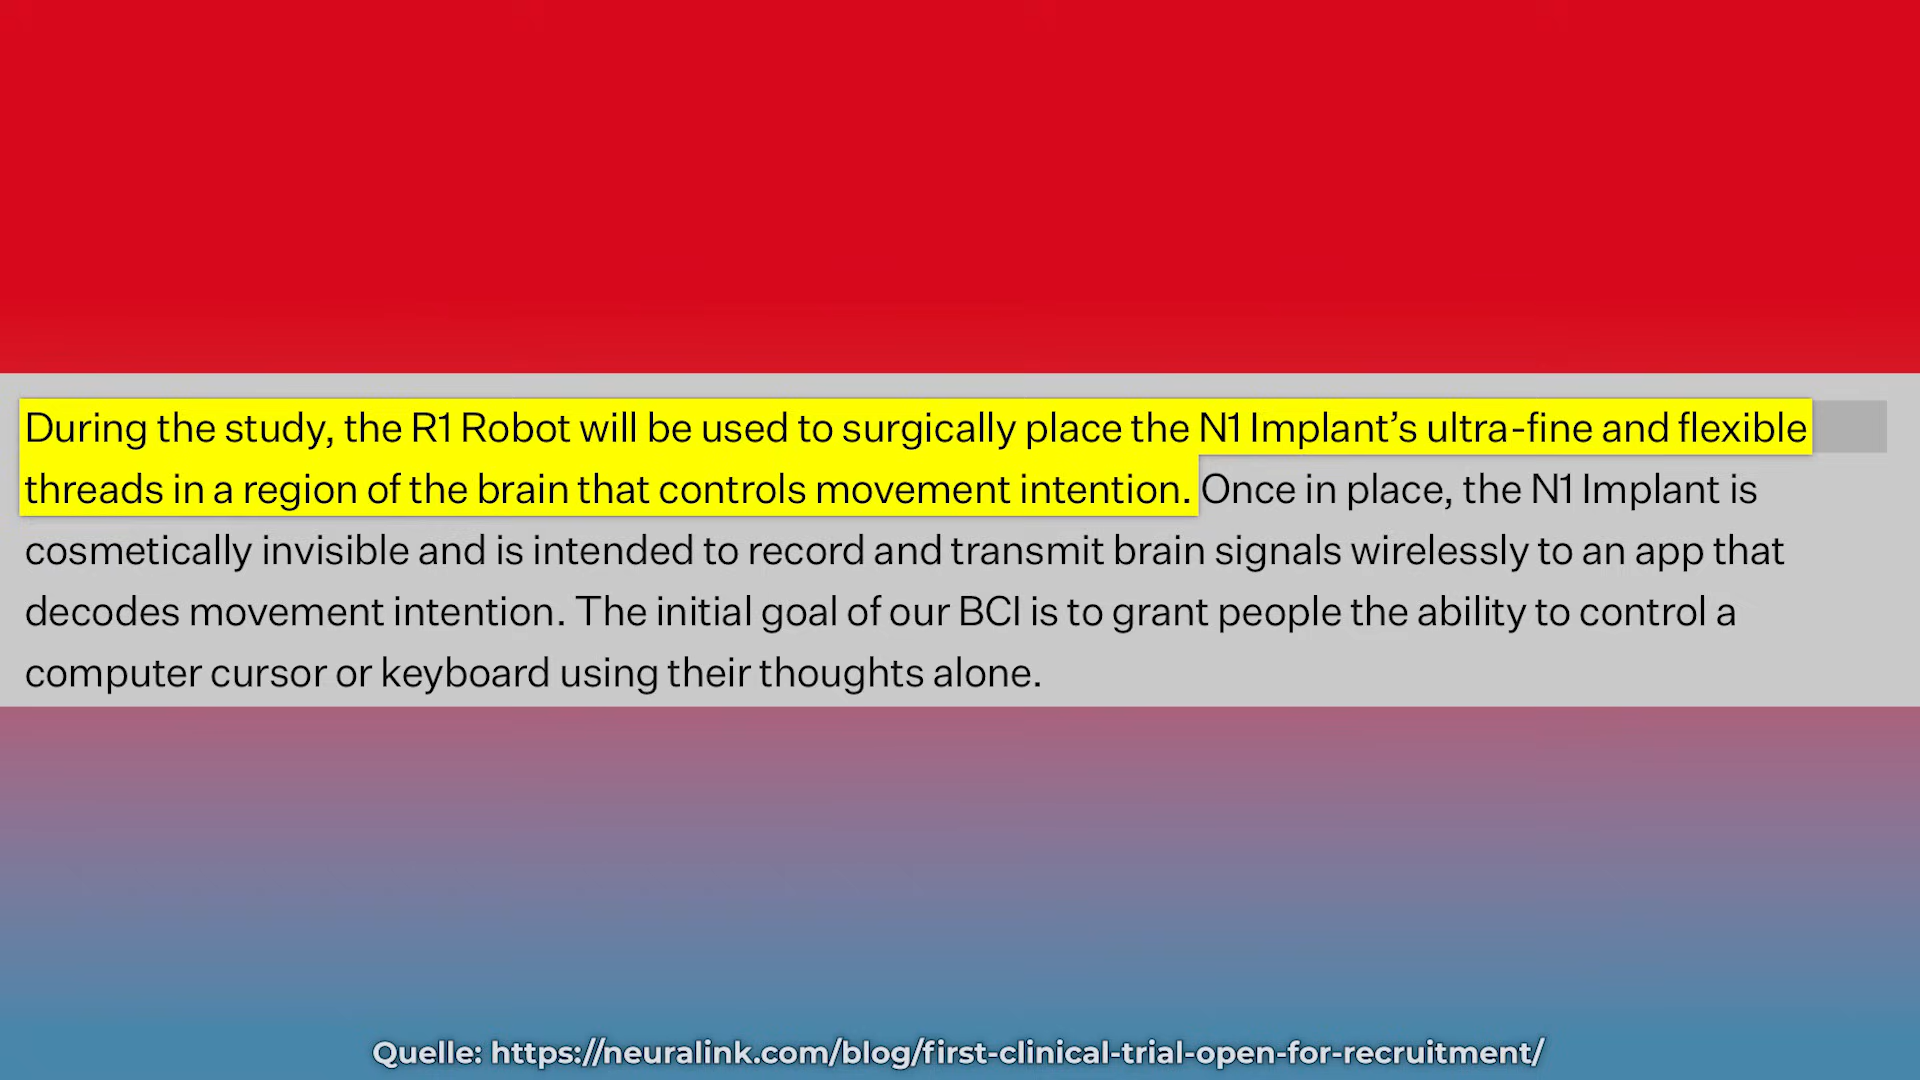 During the study, the R1 Robot will be used to surgically place the N1 Implant’s ultra-fine and flexible
threads in a region of the brain that controls movement intention. Once in place, the N1 Implant is
cosmetically invisible and is intended to record and transmit brain signals wirelessly to an app that
decodes movement intention. The initial goal of our BCI is to grant people the ability to control a
computer cursor or keyboard using their thoughts alone.
Quelle: https://neuralink.com/blog/first-clinical-trial-open-for-recruitment/